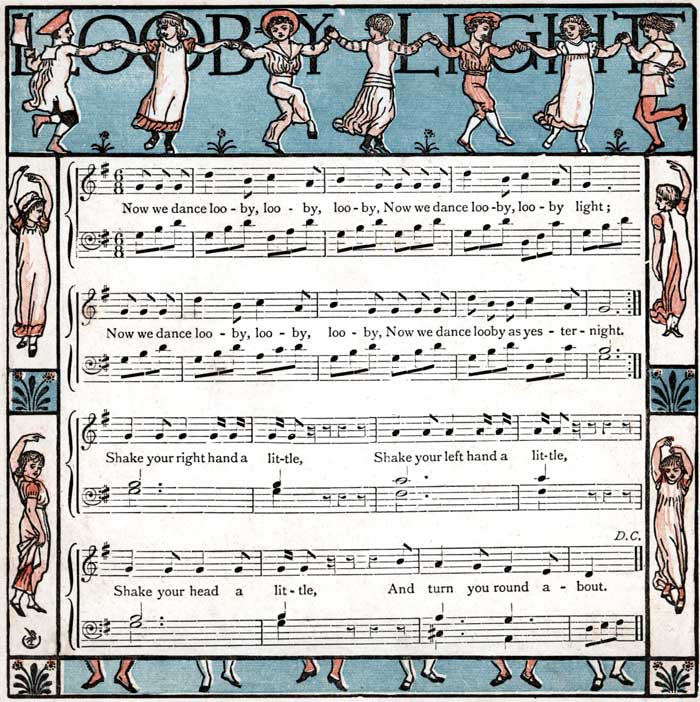 LOOBY LIGHT
Now we dance loo-by, loo-by, loo-by, Now we dance loo-by, loo-by light;
Now we dance loo-by, loo-by, loo-by, Now we dance looby as yes-ter-night.
Shake your right hand a lit-tle, Shake your left hand a little,
D.C.
Shake your head a lit-tle, And turn you round a-bout.